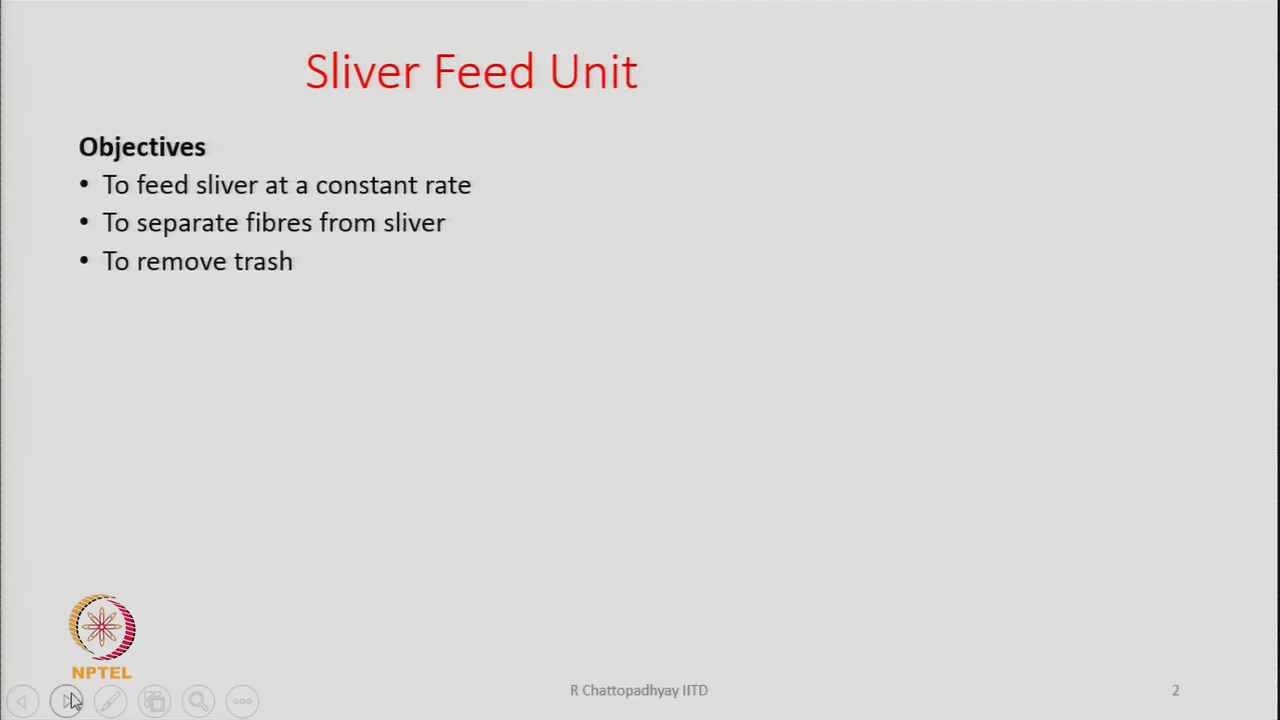 Sliver Feed Unit
Objectives
• To feed sliver at a constant rate
• To separate fibres from sliver
• To remove trash
NPTEL
R Chattopadhyay IITD
2